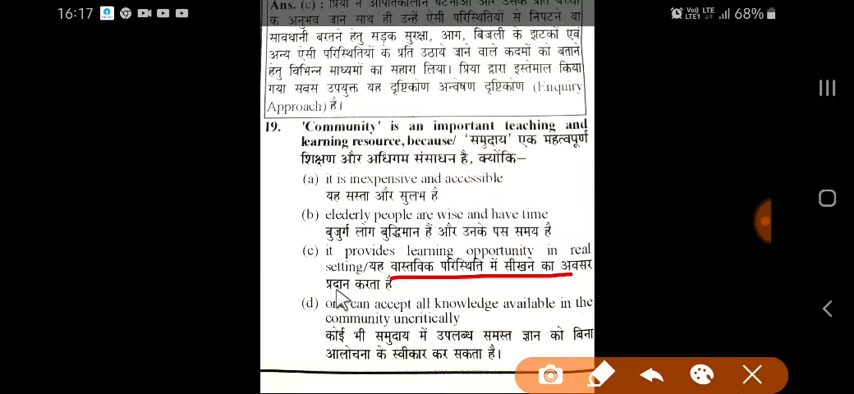 16:17
LTE
LTE1
68%
Ans. (c) : प्रिया ने आपातकालीन घटनाओं और उसके प्रति बच्चों
के अनुभव जान साथ ही उन्हें ऐसी परिस्थितियों से निपटने या
सावधानी बरतने हेतु सड़क सुरक्षा, आग, बिजली के झटकों एवं
अन्य ऐसी परिस्थितियों के प्रति उठाये जाने वाले कदमों को बताने
हेतु विभिन्न माध्यमों का सहारा लिया। प्रिया द्वारा इस्तेमाल किया
गया सबसे उपयुक्त यह दृष्टिकोण अन्वेषण दृष्टिकोण (Enquiry
Approach) है।
19. 'Community' is an important teaching and
learning resource, because/ 'समुदाय' एक महत्वपूर्ण
शिक्षण और अधिगम संसाधन है, क्योंकि–
(a) it is inexpensive and accessible
यह सस्ता और सुलभ है
(b) elederly people are wise and have time
बुजुर्ग लोग बुद्धिमान हैं और उनके पस समय है
(c) it provides learning opportunity in real
setting/यह वास्तविक परिस्थिति में सीखने का अवसर
प्रदान करता है
(d) can accept all knowledge available in the
community uncritically
कोई भी समुदाय में उपलब्ध समस्त ज्ञान को बिना
आलोचना के स्वीकार कर सकता है।